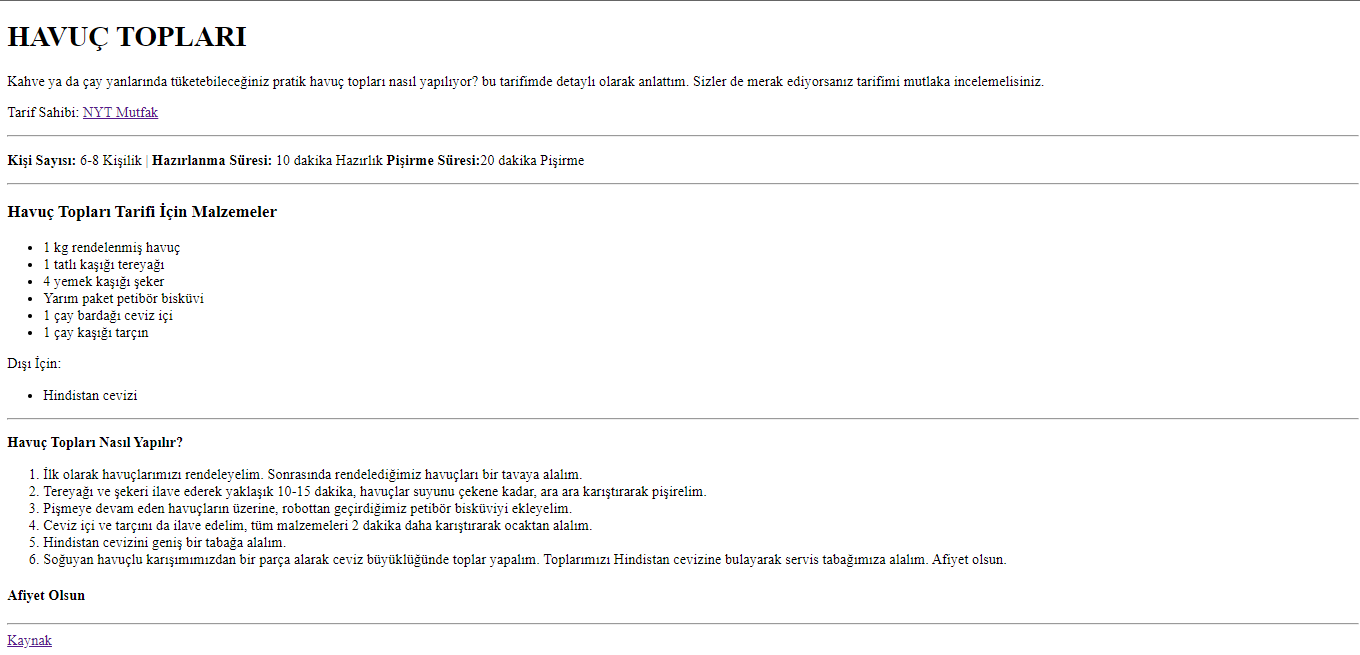 HAVUÇ TOPLARI
Kahve ya da çay yanlarında tüketebileceğiniz pratik havuç topları nasıl yapılıyor? bu tarifimde detaylı olarak anlattım. Sizler de merak ediyorsanız tarifimi mutlaka incelemelisiniz.
Tarif Sahibi: NYT Mutfak
Kişi Sayısı: 6-8 Kişilik | Hazırlanma Süresi: 10 dakika Hazırlık Pişirme Süresi:20 dakika Pişirme
Havuç Topları Tarifi İçin Malzemeler
• 1 kg rendelenmiş havuç
• 1 tatlı kaşığı tereyağı
• 4 yemek kaşığı şeker
• Yarım paket petibör bisküvi
• 1 çay bardağı ceviz içi
• 1 çay kaşığı tarçın
Dışı İçin:
• Hindistan cevizi
Havuç Topları Nasıl Yapılır?
1. İlk olarak havuçlarımızı rendeleyelim. Sonrasında rendelediğimiz havuçları bir tavaya alalım.
2. Tereyağı ve şekeri ilave ederek yaklaşık 10-15 dakika, havuçlar suyunu çekene kadar, ara ara karıştırarak pişirelim.
3. Pişmeye devam eden havuçların üzerine, robottan geçirdiğimiz petibör bisküviyi ekleyelim.
4. Ceviz içi ve tarçını da ilave edelim, tüm malzemeleri 2 dakika daha karıştırarak ocaktan alalım.
5. Hindistan cevizini geniş bir tabağa alalım.
6. Soğuyan havuçlu karışımımızdan bir parça alarak ceviz büyüklüğünde toplar yapalım. Toplarımızı Hindistan cevizine bulayarak servis tabağımıza alalım. Afiyet olsun.
Afiyet Olsun
Kaynak